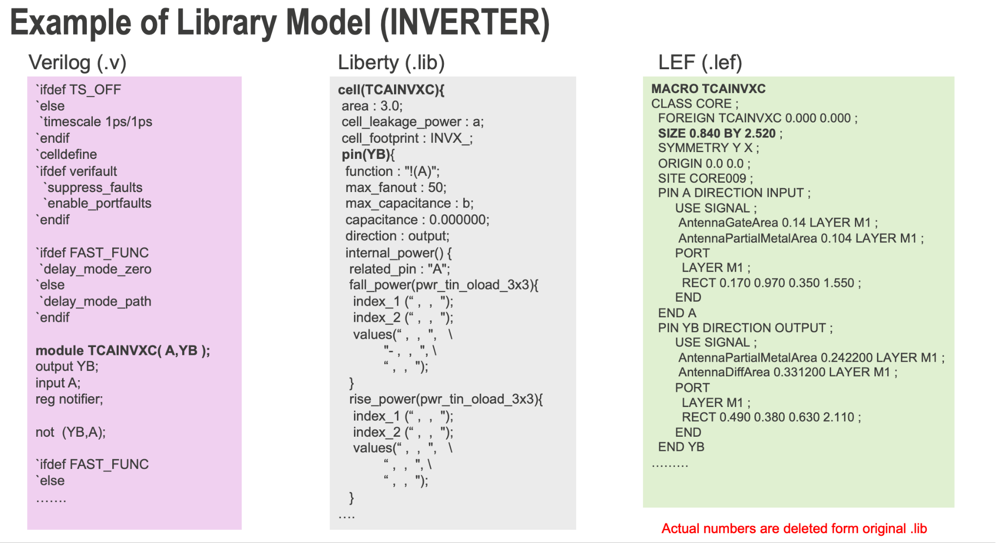 Example of Library Model (INVERTER)
Verilog (.v)
`ifdef TS_OFF
`else
`timescale 1ps/1ps
`endif
`celldefine
`ifdef verifault
`suppress_faults
`enable_portfaults
`endif
`ifdef FAST_FUNC
`delay_mode_zero
`else
`delay_mode_path
`endif
module TCAINVXC( A,YB );
output YB;
input A;
reg notifier;
not  (YB,A);
`ifdef FAST_FUNC
`else
…….
Liberty (.lib)
cell(TCAINVXC){
area : 3.0;
cell_leakage_power : a;
cell_footprint : INVX_;
pin(YB){
function : "!(A)";
max_fanout : 50;
max_capacitance : b;
capacitance : 0.000000;
direction : output;
internal_power() {
related_pin : "A";
fall_power(pwr_tin_oload_3x3){
index_1 (“ ,  ,  ");
index_2 (“ ,  ,  ");
values(“ ,  ,  ",   \
"- ,  ,  ", \
“ ,  ,  ");
}
rise_power(pwr_tin_oload_3x3){
index_1 (“ ,  ,  ");
index_2 (“ ,  ,  ");
values(“ ,  ,  ",   \
“ ,  ,  ", \
“ ,  ,  ");
}
….
LEF (.lef)
MACRO TCAINVXC
CLASS CORE ;
FOREIGN TCAINVXC 0.000 0.000 ;
SIZE 0.840 BY 2.520 ;
SYMMETRY Y X ;
ORIGIN 0.0 0.0 ;
SITE CORE009 ;
PIN A DIRECTION INPUT ;
USE SIGNAL ;
AntennaGateArea 0.14 LAYER M1 ;
AntennaPartialMetalArea 0.104 LAYER M1 ;
PORT
LAYER M1 ;
RECT 0.170 0.970 0.350 1.550 ;
END
END A
PIN YB DIRECTION OUTPUT ;
USE SIGNAL ;
AntennaPartialMetalArea 0.242200 LAYER M1 ;
AntennaDiffArea 0.331200 LAYER M1 ;
PORT
LAYER M1 ;
RECT 0.490 0.380 0.630 2.110 ;
END
END YB
………
Actual numbers are deleted form original .lib